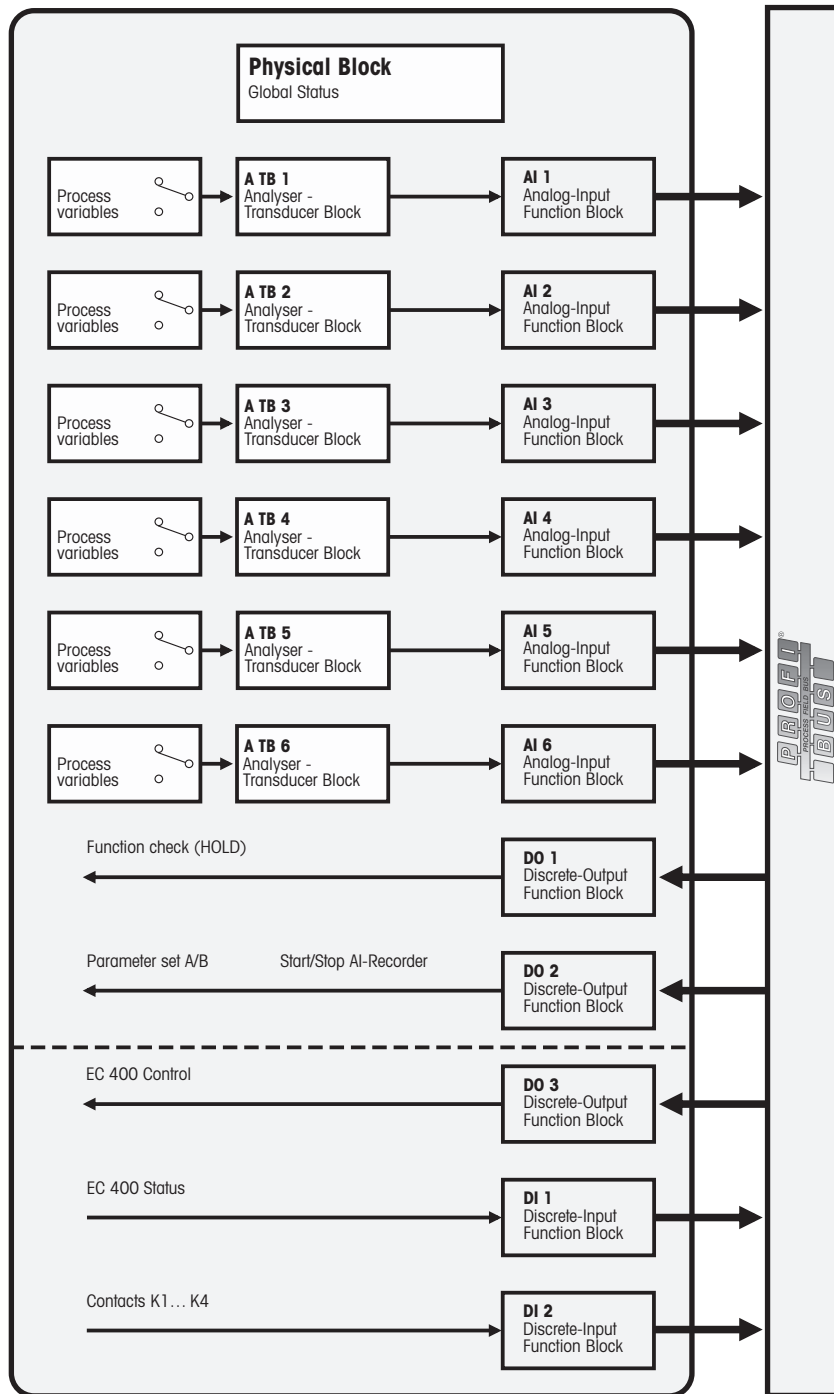 Physical Block
Global Status
Process
variables
A TB 1
Analyser -
Transducer Block
AI 1
Analog-Input
Function Block
Process
variables
A TB 2
Analyser -
Transducer Block
AI 2
Analog-Input
Function Block
Process
variables
A TB 3
Analyser -
Transducer Block
AI 3
Analog-Input
Function Block
Process
variables
A TB 4
Analyser -
Transducer Block
AI 4
Analog-Input
Function Block
Process
variables
A TB 5
Analyser -
Transducer Block
AI 5
Analog-Input
Function Block
Process
variables
A TB 6
Analyser -
Transducer Block
AI 6
Analog-Input
Function Block
PROFI®
PROCESS FIELD BUS
BUS
Function check (HOLD)
DO 1
Discrete-Output
Function Block
Parameter set A/B Start/Stop AI-Recorder
DO 2
Discrete-Output
Function Block
EC 400 Control
DO 3
Discrete-Output
Function Block
EC 400 Status
DI 1
Discrete-Input
Function Block
Contacts K1… K4
DI 2
Discrete-Input
Function Block